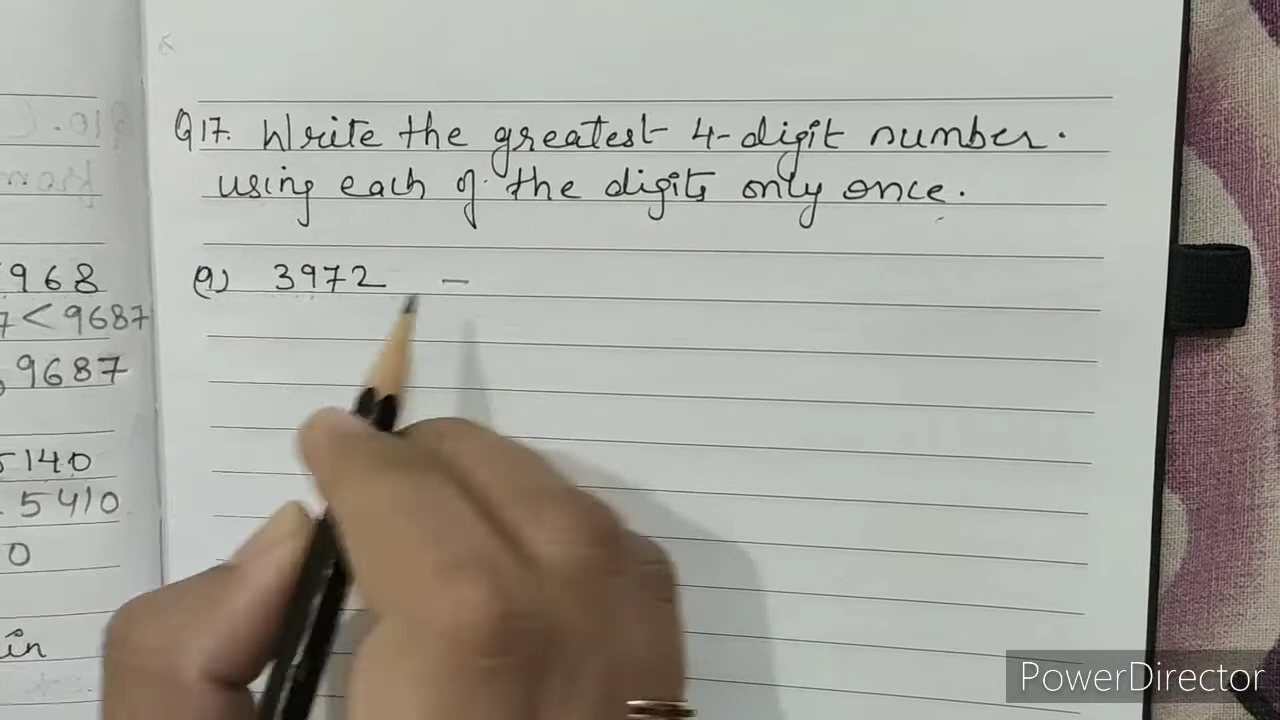 968
7 < 9687
9687
5140
5410
0
in
Q17. Write the greatest 4-digit number.
using each of the digits only once.
(a) 3972 –
PowerDirector